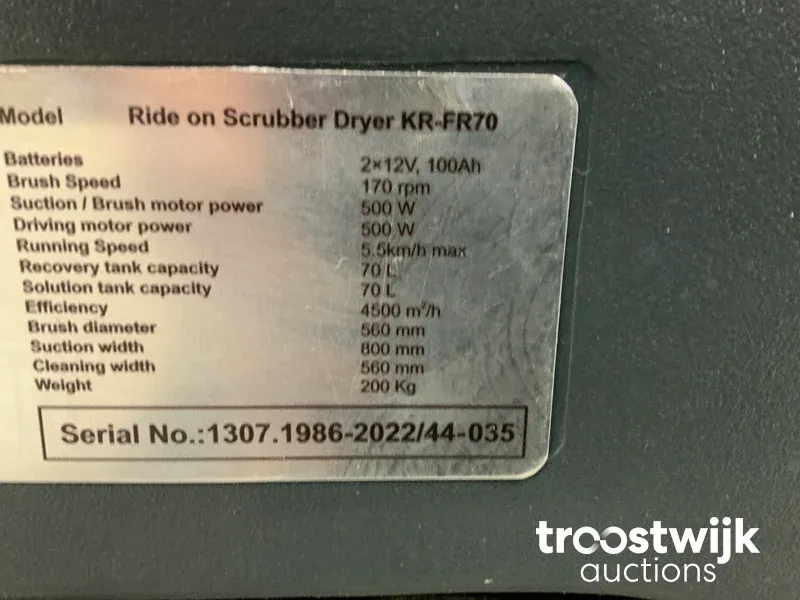 Model Ride on Scrubber Dryer KR-FR70
Batteries 2×12V, 100Ah
Brush Speed 170 rpm
Suction / Brush motor power 500 W
Driving motor power 500 W
Running Speed 5.5km/h max
Recovery tank capacity 70 L
Solution tank capacity 70 L
Efficiency 4500 m²/h
Brush diameter 560 mm
Suction width 800 mm
Cleaning width 560 mm
Weight 200 Kg
Serial No.:1307.1986-2022/44-035
troostwijk
auctions